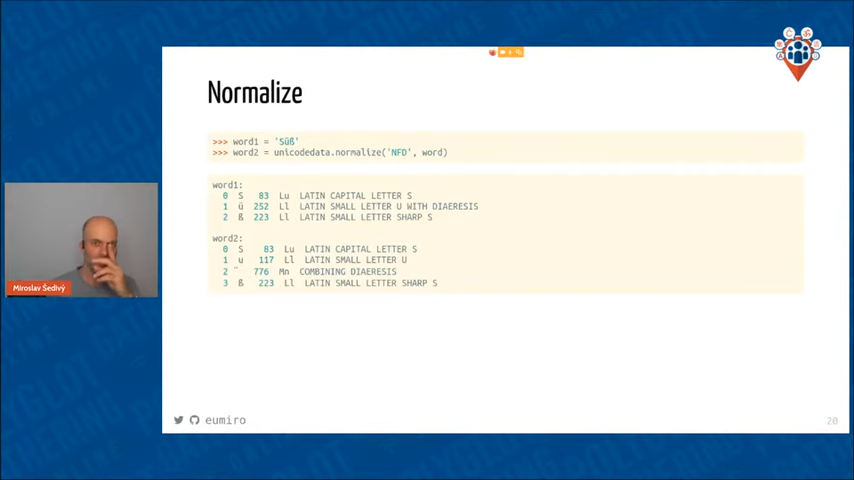 Normalize
>>> word1 = 'Süß'
>>> word2 = unicodedata.normalize('NFD', word)
word1:
0 S 83 Lu LATIN CAPITAL LETTER S
1 ü 252 Ll LATIN SMALL LETTER U WITH DIAERESIS
2 ß 223 Ll LATIN SMALL LETTER SHARP S
word2:
0 S 83 Lu LATIN CAPITAL LETTER S
1 u 117 Ll LATIN SMALL LETTER U
2 ̈ 776 Mn COMBINING DIAERESIS
3 ß 223 Ll LATIN SMALL LETTER SHARP S
Miroslav Šedivý
eumiro
20